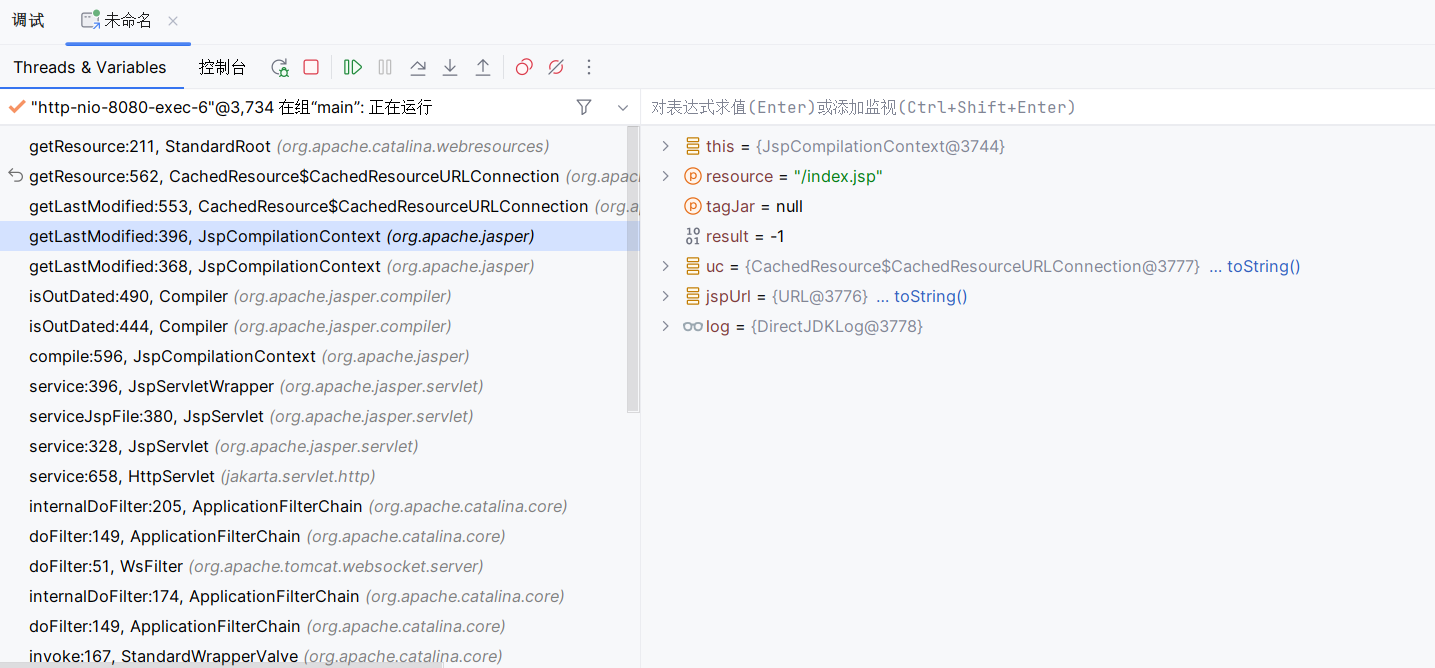 调试 未命名
Threads & Variables 控制台
"http-nio-8080-exec-6"@3,734 在组“main”: 正在运行
getResource:211, StandardRoot (org.apache.catalina.webresources)
getResource:562, CachedResource$CachedResourceURLConnection (org.apac
getLastModified:553, CachedResource$CachedResourceURLConnection (org.a
getLastModified:396, JspCompilationContext (org.apache.jasper)
getLastModified:368, JspCompilationContext (org.apache.jasper)
isOutDated:490, Compiler (org.apache.jasper.compiler)
isOutDated:444, Compiler (org.apache.jasper.compiler)
compile:596, JspCompilationContext (org.apache.jasper)
service:396, JspServletWrapper (org.apache.jasper.servlet)
serviceJspFile:380, JspServlet (org.apache.jasper.servlet)
service:328, JspServlet (org.apache.jasper.servlet)
service:658, HttpServlet (jakarta.servlet.http)
internalDoFilter:205, ApplicationFilterChain (org.apache.catalina.core)
doFilter:149, ApplicationFilterChain (org.apache.catalina.core)
doFilter:51, WsFilter (org.apache.tomcat.websocket.server)
internalDoFilter:174, ApplicationFilterChain (org.apache.catalina.core)
doFilter:149, ApplicationFilterChain (org.apache.catalina.core)
invoke:167, StandardWrapperValve (org.apache.catalina.core)
对表达式求值(Enter)或添加监视(Ctrl+Shift+Enter)
this = {JspCompilationContext@3744}
resource = "/index.jsp"
tagJar = null
result = -1
uc = {CachedResource$CachedResourceURLConnection@3777} ... toString()
jspUrl = {URL@3776} ... toString()
log = {DirectJDKLog@3778}